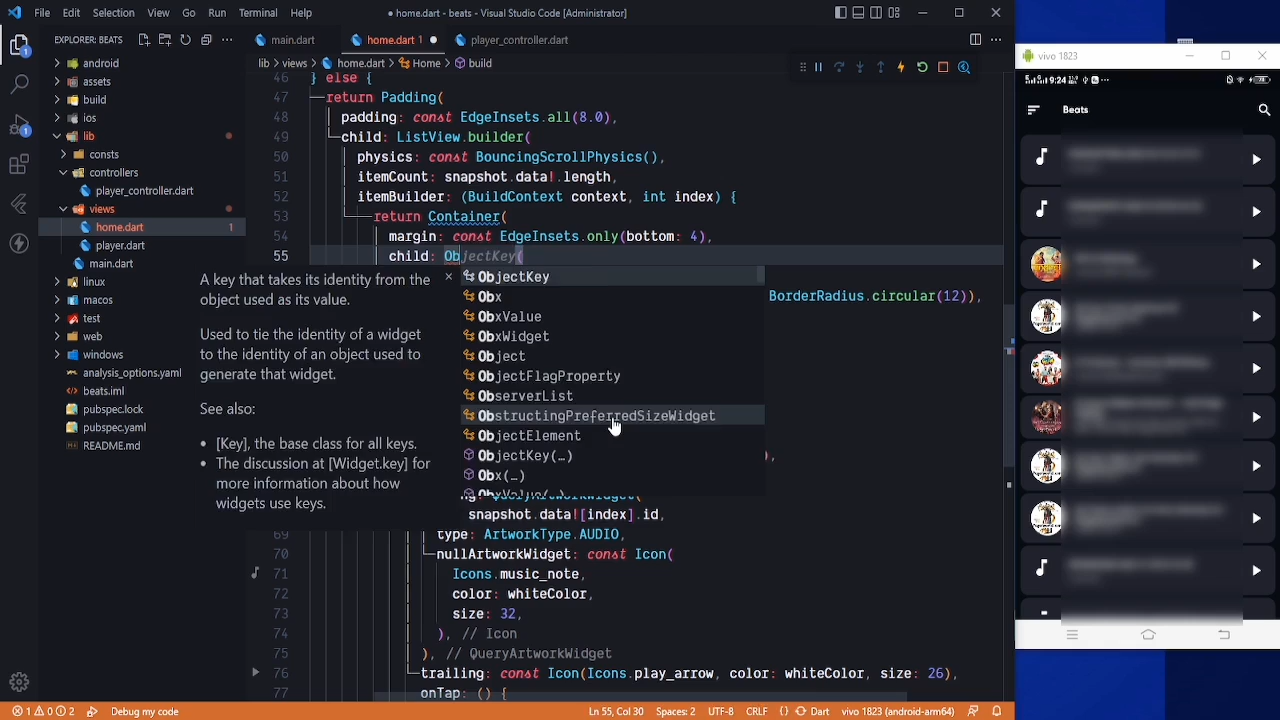 File Edit Selection View Go Run Terminal Help
● home.dart - beats - Visual Studio Code [Administrator]
EXPLORER: BEATS
android
assets
build
ios
lib
consts
controllers
player_controller.dart
views
home.dart 1
player.dart
main.dart
linux
macos
test
web
windows
analysis_options.yaml
beats.iml
pubspec.lock
pubspec.yaml
README.md
main.dart
home.dart 1 ●
player_controller.dart
lib > views > home.dart > Home > build
46 } else {
47 return Padding(
48 padding: const EdgeInsets.all(8.0),
49 child: ListView.builder(
50 physics: const BouncingScrollPhysics(),
51 itemCount: snapshot.data!.length,
52 itemBuilder: (BuildContext context, int index) {
53 return Container(
54 margin: const EdgeInsets.only(bottom: 4),
55 child: ObjectKey(
BorderRadius.circular(12)),
),
A key that takes its identity from the
object used as its value.
Used to tie the identity of a widget
to the identity of an object used to
generate that widget.
See also:
• [Key], the base class for all keys.
• The discussion at [Widget.key] for
more information about how
widgets use keys.
ObjectKey
Obx
ObxValue
ObxWidget
Object
ObjectFlagProperty
ObserverList
ObstructingPreferredSizeWidget
ObjectElement
ObjectKey(…)
Obx(…)
ObxValue(…)
snapshot.data![index].id,
69 type: ArtworkType.AUDIO,
70 nullArtworkWidget: const Icon(
71 Icons.music_note,
72 color: whiteColor,
73 size: 32,
74 ), // Icon
75 ), // QueryArtworkWidget
76 trailing: const Icon(Icons.play_arrow, color: whiteColor, size: 26),
77 onTap: () {
1 0 2 Debug my code
Ln 55, Col 30 Spaces: 2 UTF-8 CRLF {} Dart vivo 1823 (android-arm64)
vivo 1823
9:24
Beats